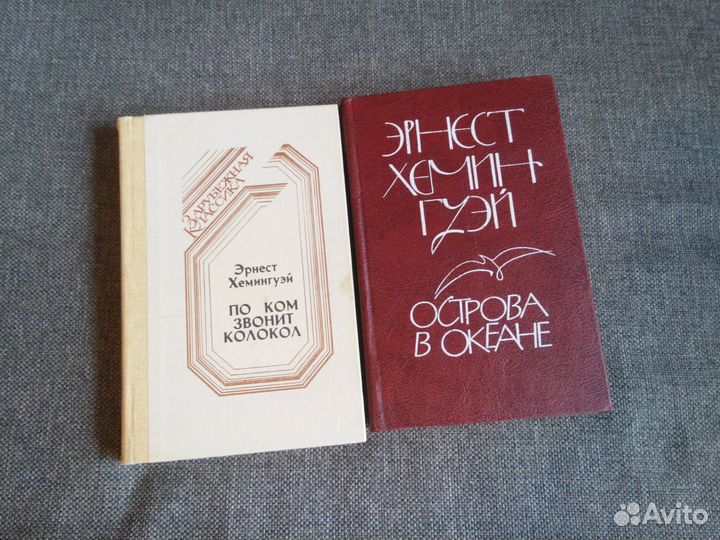 ЗАРУБЕЖНАЯ
КЛАССИКА
Эрнест
Хемингуэй
ПО КОМ
ЗВОНИТ
КОЛОКОЛ
ЭРНЕСТ
ХЕМИН-
ГУЭЙ
ОСТРОВА
В ОКЕАНЕ
Avito